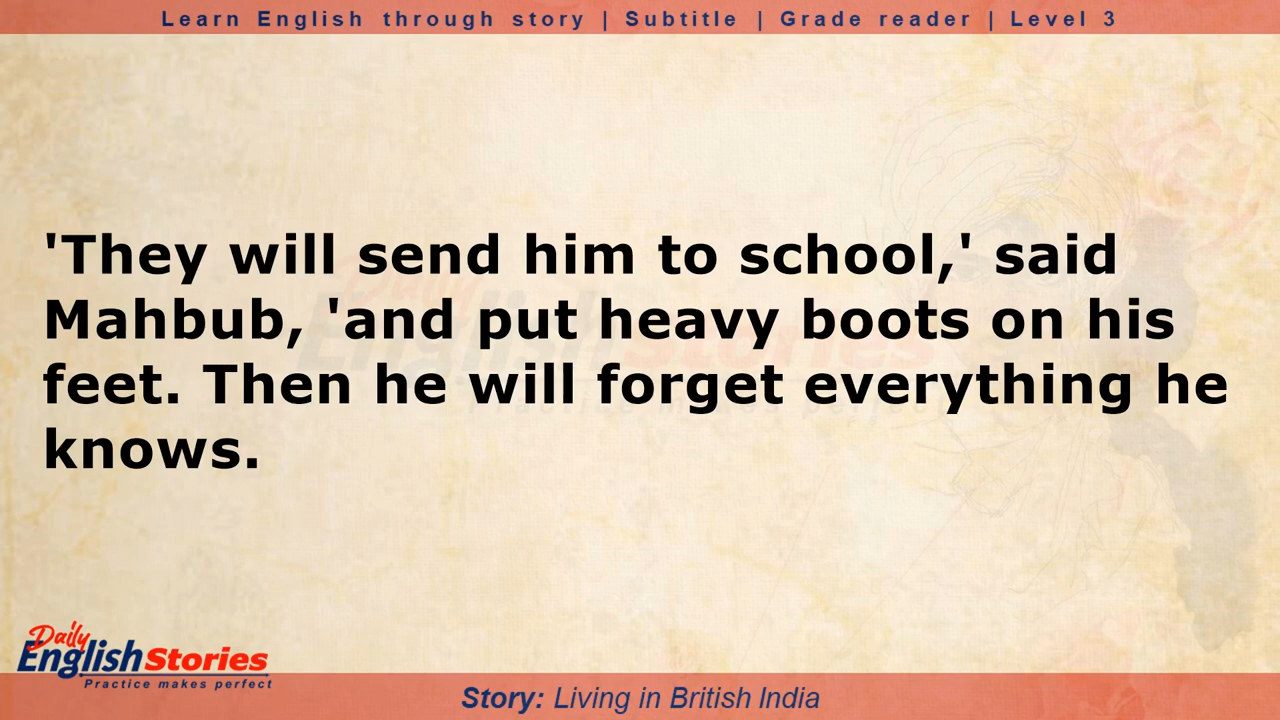 Learn English through story | Subtitle | Grade reader | Level 3
'They will send him to school,' said
Mahbub, 'and put heavy boots on his
feet. Then he will forget everything he
knows.
Daily
English Stories
Practice makes perfect
Story: Living in British India